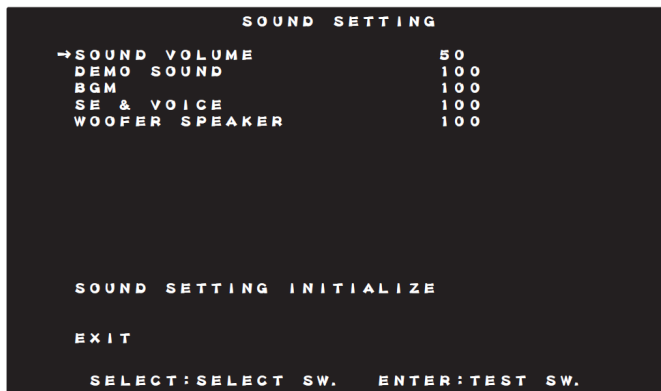 SOUND SETTING
→SOUND VOLUME 50
DEMO SOUND 100
BGM 100
SE & VOICE 100
WOOFER SPEAKER 100
SOUND SETTING INITIALIZE
EXIT
SELECT:SELECT SW. ENTER:TEST SW.